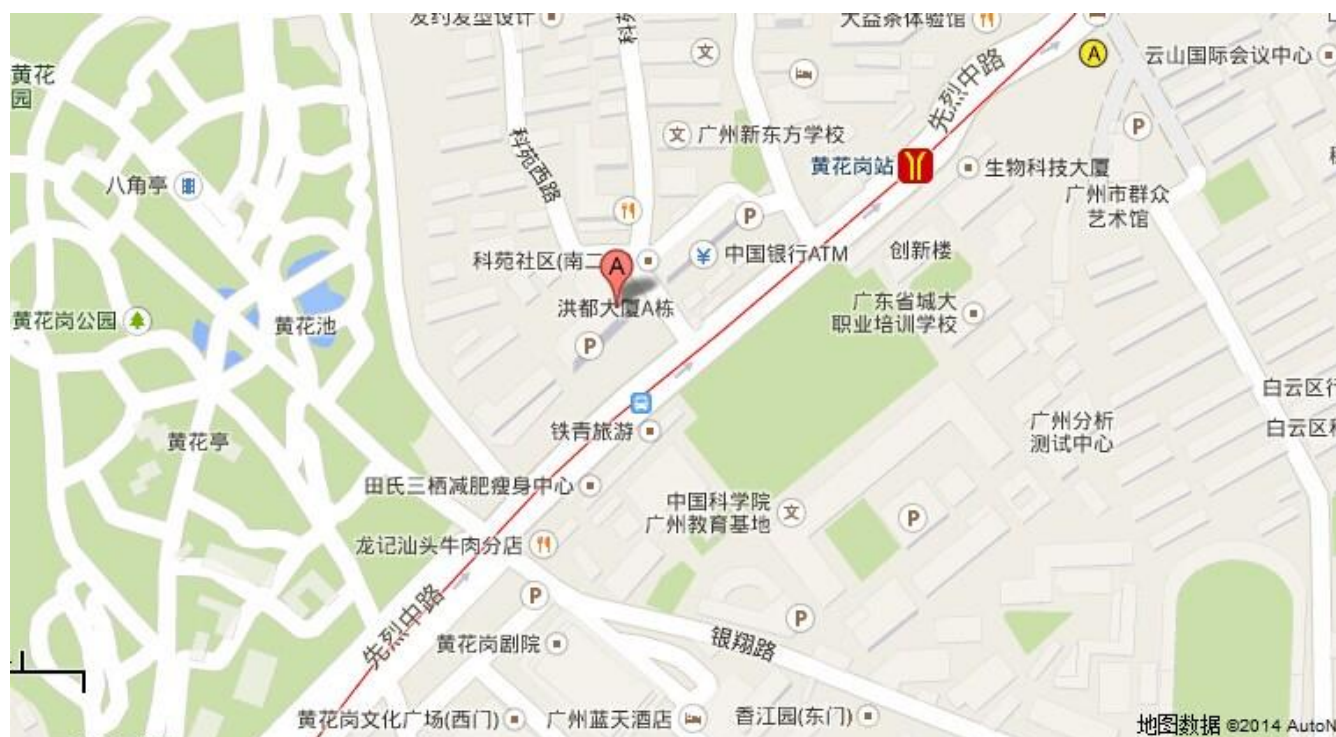 发约发型设计
科苑
大益茶体验馆
文
黄花
园
先烈中路
A
云山国际会议中心
P
文
广州新东方学校
科苑西路
黄花岗站
生物科技大厦
八角亭
广州市群众
艺术馆
P
科苑社区(南二
A
¥
中国银行ATM
创新楼
洪都大厦A栋
广东省城大
职业培训学校
黄花岗公园
黄花池
P
白云区行
铁青旅游
黄花亭
广州分析
测试中心
白云区科
田氏三栖减肥瘦身中心
中国科学院
广州教育基地
文
P
龙记汕头牛肉分店
P
先烈中路
P
黄花岗剧院
银翔路
黄花岗文化广场(西门)
广州蓝天酒店
香江园(东门)
地图数据 ©2014 AutoN